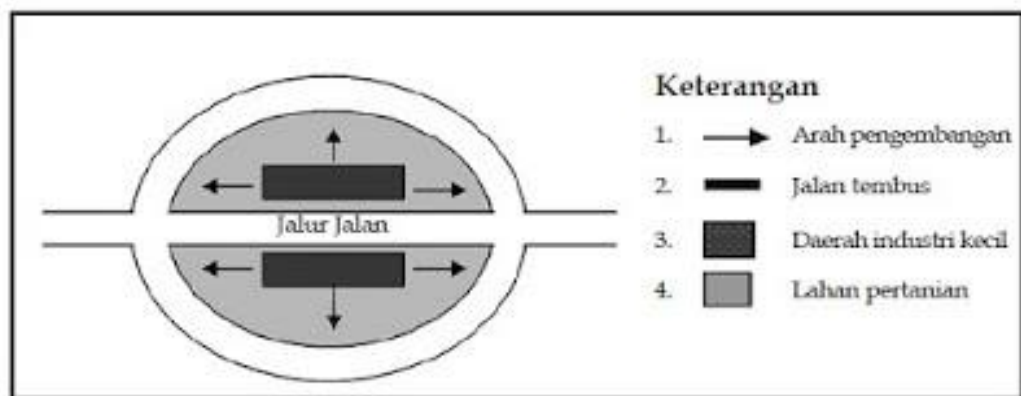 Keterangan
1. Arah pengembangan
2. Jalan tembus
3. Daerah industri kecil
4. Lahan pertanian
Jalur Jalan